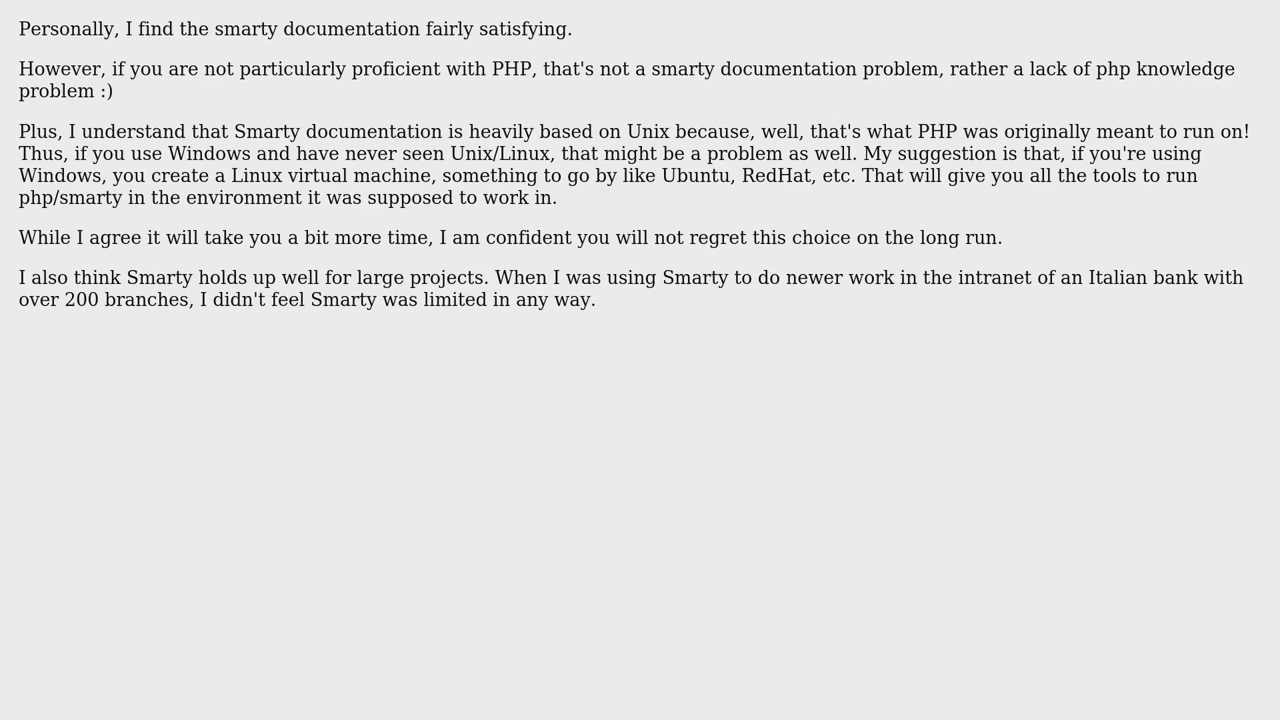 Personally, I find the smarty documentation fairly satisfying.
However, if you are not particularly proficient with PHP, that's not a smarty documentation problem, rather a lack of php knowledge
problem :)
Plus, I understand that Smarty documentation is heavily based on Unix because, well, that's what PHP was originally meant to run on!
Thus, if you use Windows and have never seen Unix/Linux, that might be a problem as well. My suggestion is that, if you're using
Windows, you create a Linux virtual machine, something to go by like Ubuntu, RedHat, etc. That will give you all the tools to run
php/smarty in the environment it was supposed to work in.
While I agree it will take you a bit more time, I am confident you will not regret this choice on the long run.
I also think Smarty holds up well for large projects. When I was using Smarty to do newer work in the intranet of an Italian bank with
over 200 branches, I didn't feel Smarty was limited in any way.